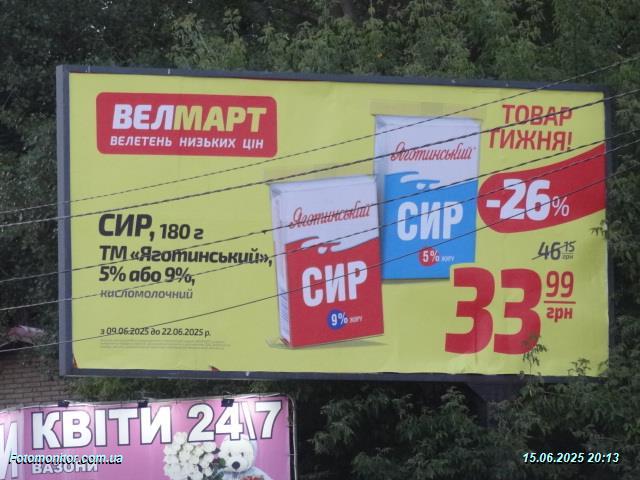 ВЕЛМАРТ
ВЕЛЕТЕНЬ НИЗЬКИХ ЦІН
ТОВАР
ТИЖНЯ!
-26%
СИР, 180 г
ТМ «Яготинський»,
5% або 9%,
кисломолочний
з 09.06.2025 до 22.06.2025 р.
Яготинський
СИР
9% жиру
Яготинський
СИР
5% жиру
46 15
грн
33 99
грн
КВІТИ 24\7
ВАЗОНИ
Fotomonitor.com.ua
15.06.2025 20:13